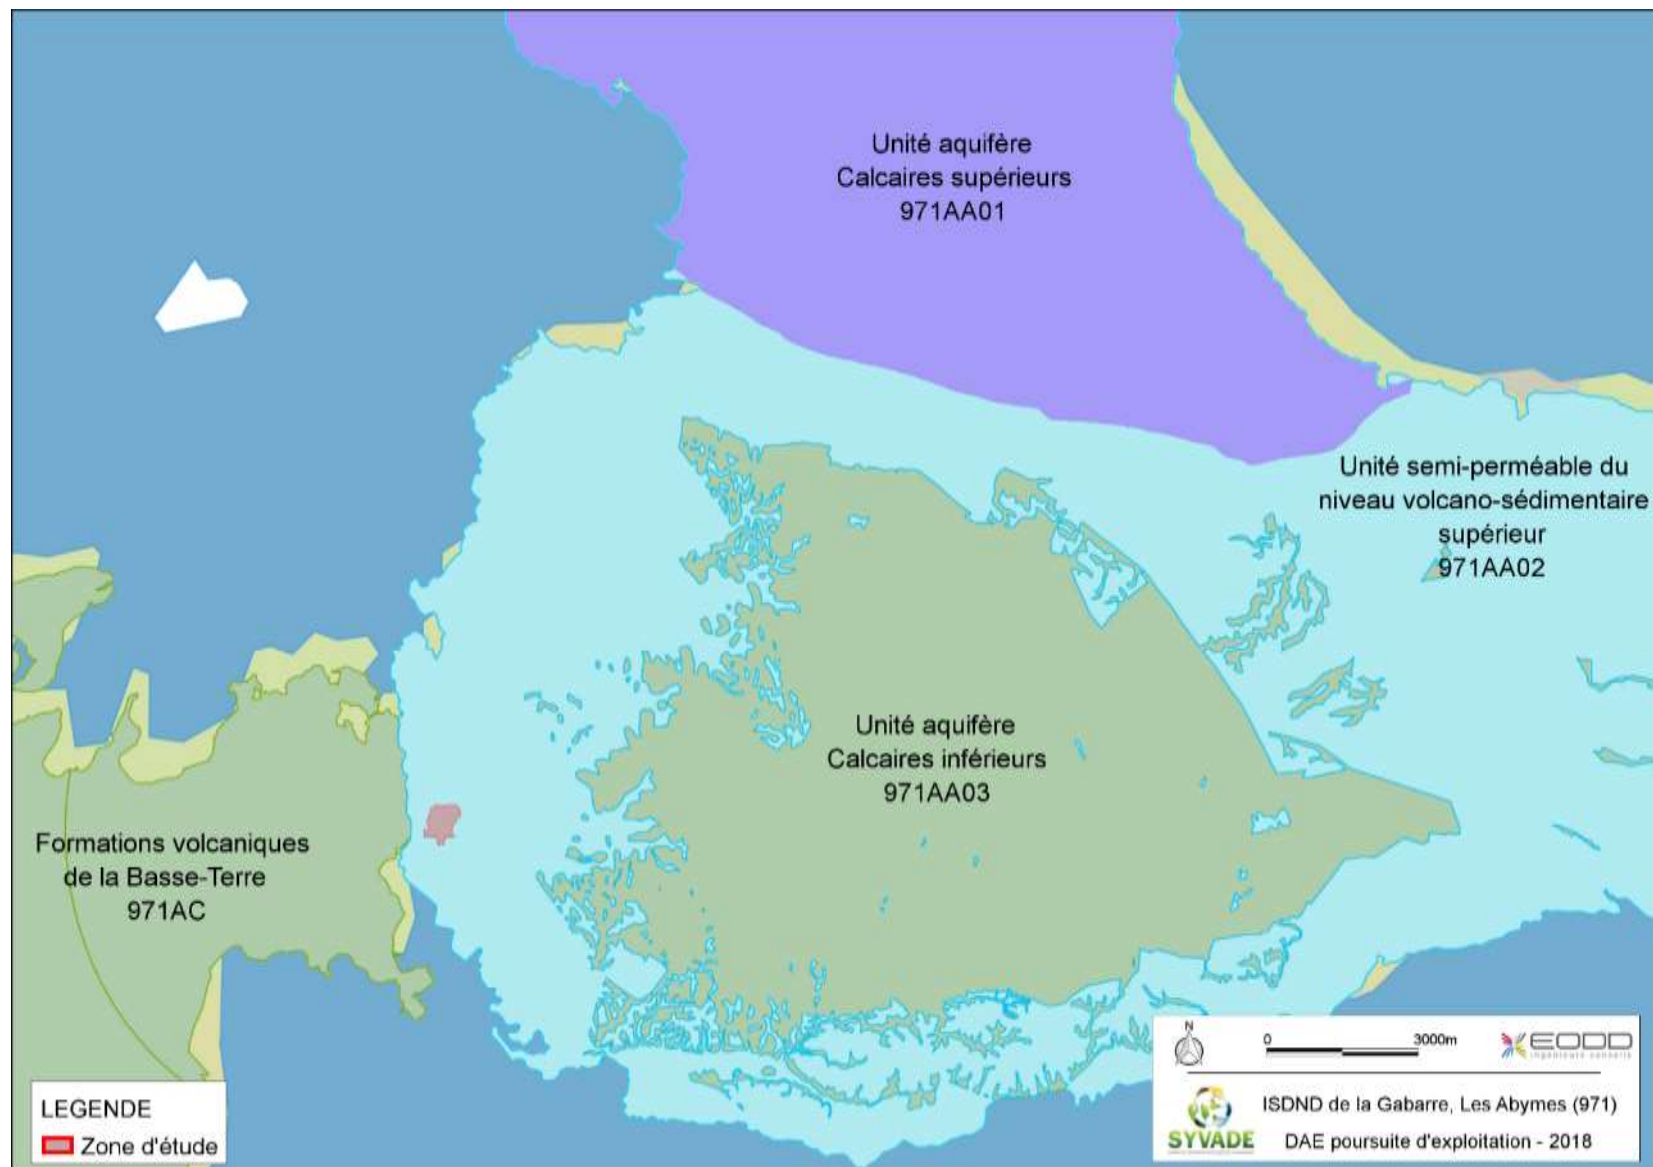 Unité aquifère
Calcaires supérieurs
971AA01
Unité semi-perméable du
niveau volcano-sédimentaire
supérieur
971AA02
Unité aquifère
Calcaires inférieurs
971AA03
Formations volcaniques
de la Basse-Terre
971AC
LEGENDE
Zone d'étude
N
0 3000m
EODD
ingénieurs conseils
SYVADE
ISDND de la Gabarre, Les Abymes (971)
DAE poursuite d'exploitation - 2018